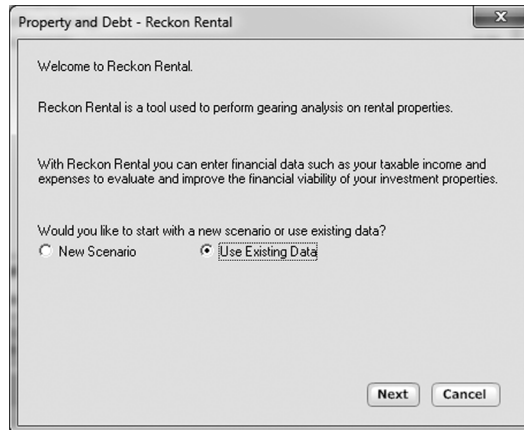 Property and Debt - Reckon Rental
Welcome to Reckon Rental.
Reckon Rental is a tool used to perform gearing analysis on rental properties.
With Reckon Rental you can enter financial data such as your taxable income and
expenses to evaluate and improve the financial viability of your investment properties.
Would you like to start with a new scenario or use existing data?
New Scenario Use Existing Data
Next Cancel